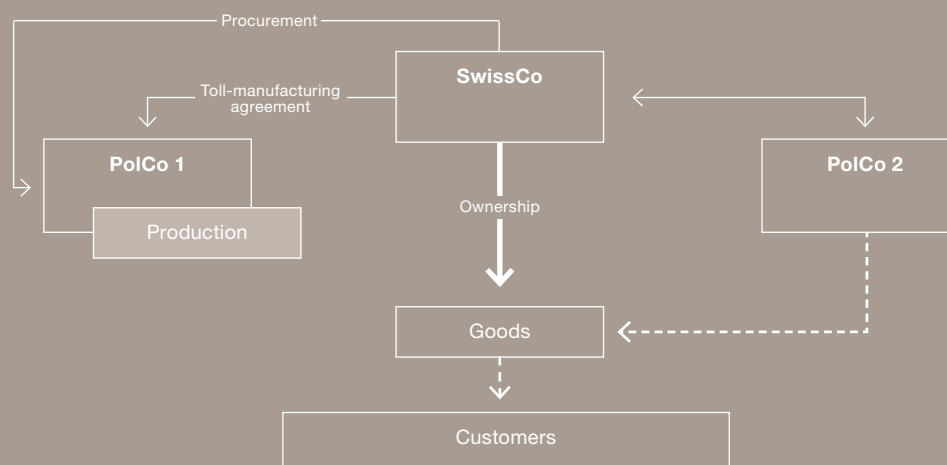 Procurement
SwissCo
Toll-manufacturing
agreement
PolCo 1
PolCo 2
Ownership
Production
Goods
Customers